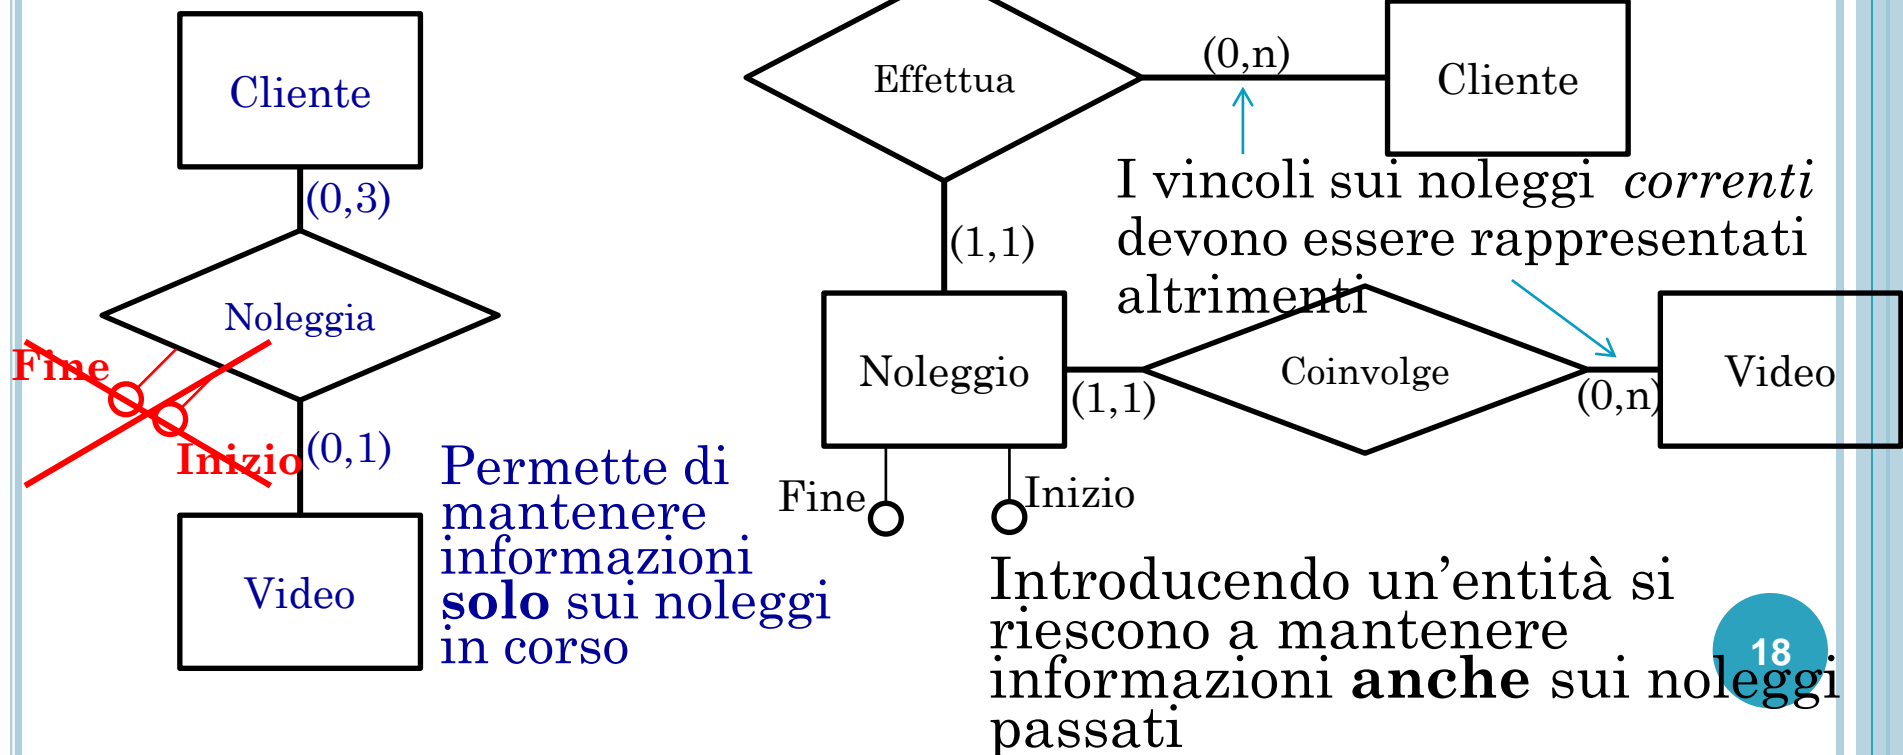 Cliente
(0,3)
Noleggia
Fine
Inizio
(0,1)
Video
Permette di
mantenere
informazioni
solo sui noleggi
in corso
Effettua
(0,n)
Cliente
(1,1)
I vincoli sui noleggi correnti
devono essere rappresentati
altrimenti
Noleggio
(1,1)
Coinvolge
(0,n)
Video
Fine
Inizio
Introducendo un’entità si
riescono a mantenere
informazioni anche sui noleggi
passati
18